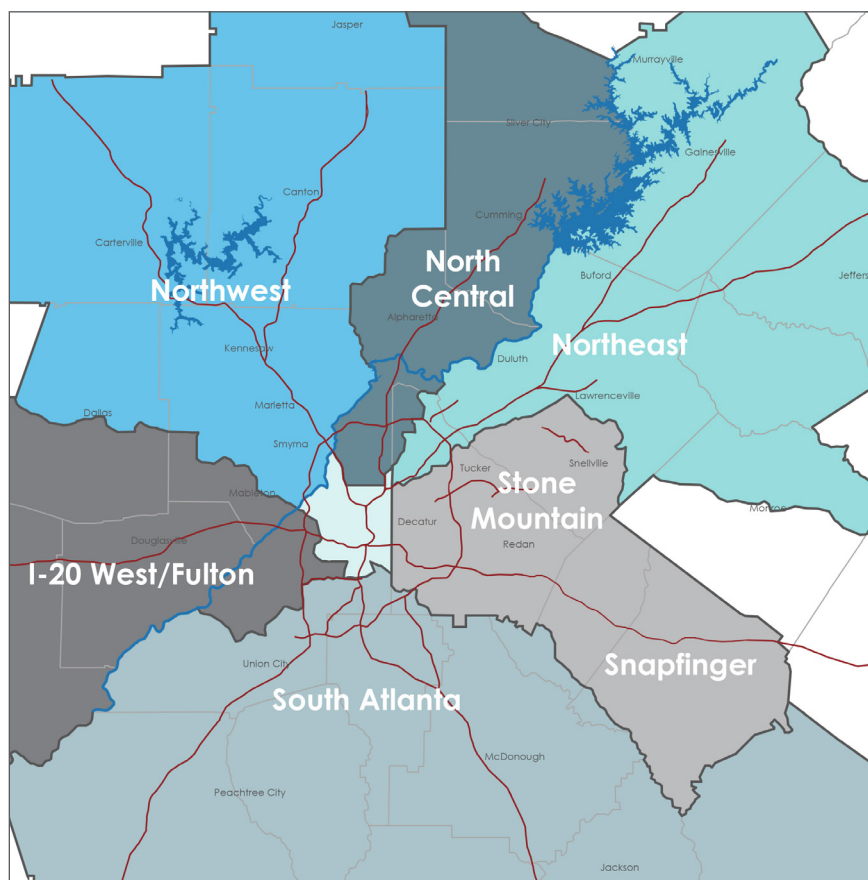 Jasper
Murrayville
Silver City
Gainesville
Canton
Cumming
Carterville
North
Central
Northwest
Buford
Jeffers
Alpharetta
Kennesaw
Northeast
Duluth
Lawrenceville
Marietta
Dallas
Smyrna
Tucker
Snellville
Stone
Mountain
Mableton
Monroe
Decatur
Douglasville
Redan
I-20 West/Fulton
Union City
Snapfinger
South Atlanta
McDonough
Peachtree City
Jackson